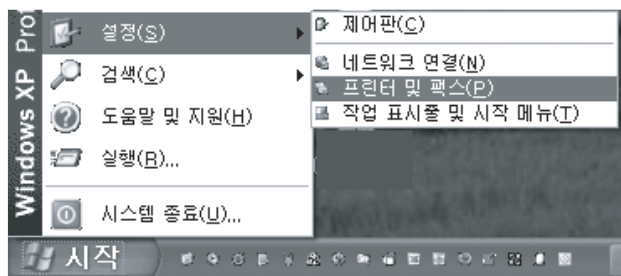 Windows XP Prof
설정(S)
검색(C)
도움말 및 지원(H)
실행(R)...
시스템 종료(U)...
제어판(C)
네트워크 연결(N)
프린터 및 팩스(P)
작업 표시줄 및 시작 메뉴(T)
시작